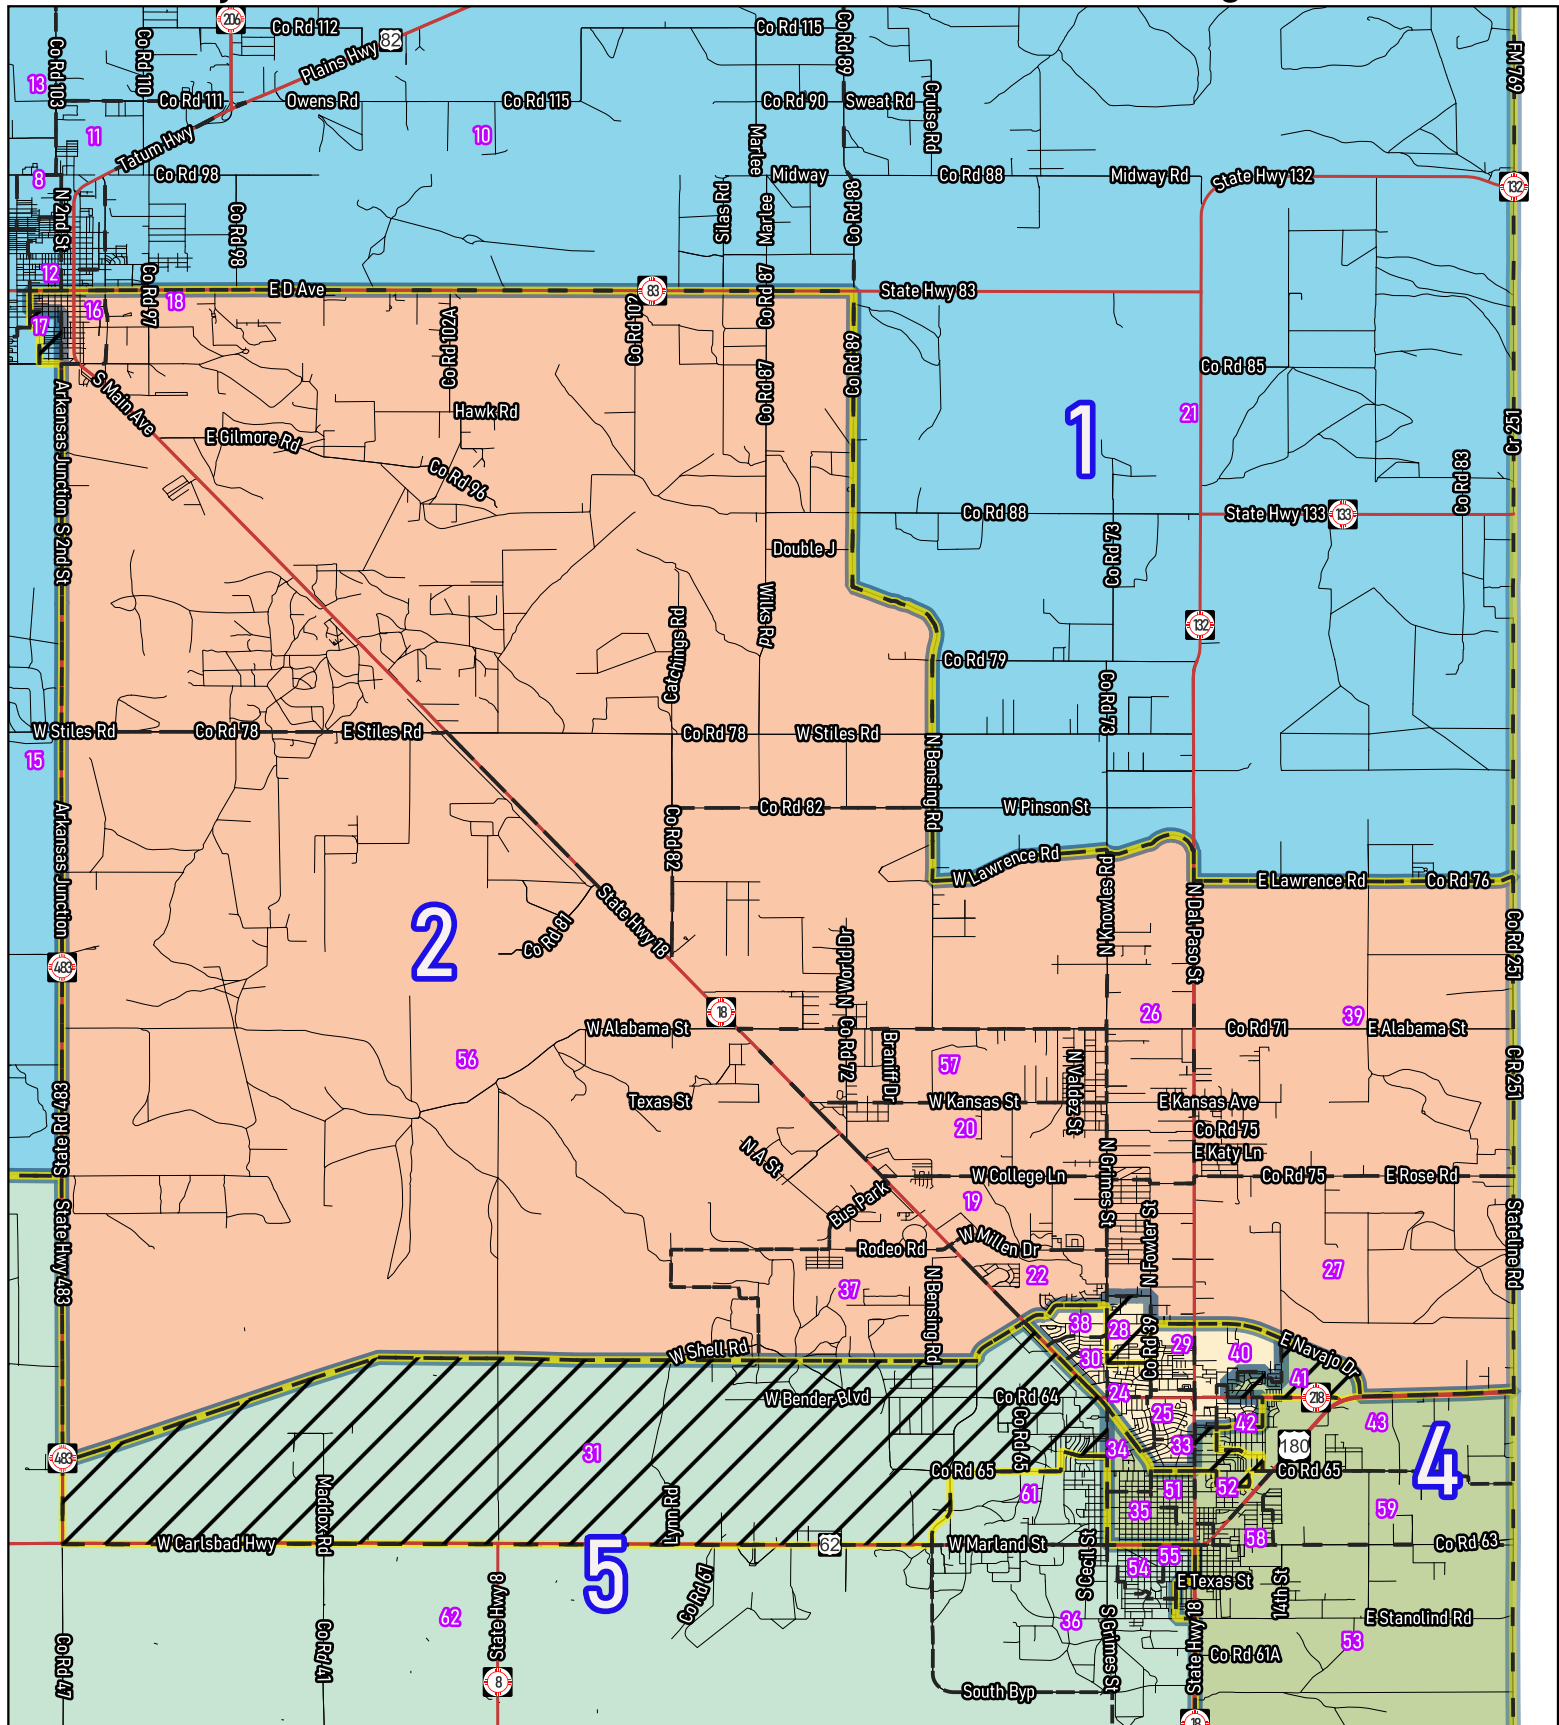 206
Co Rd 112
Co Rd 115
Co Rd 89
FM 769
Co Rd 103
Co Rd 110
82
Plains Hwy
13
Co Rd 111
Owens Rd
Co Rd 115
Co Rd 90
Sweat Rd
Cruise Rd
11
10
Tatum Hwy
Marlee
8
Co Rd 98
Midway
Co Rd 88
Midway Rd
State Hwy 132
132
N 2nd St
Co Rd 98
Silas Rd
Marlee
Co Rd 88
12
Co Rd 97
18
E D Ave
83
Co Rd 87
State Hwy 83
16
17
Co Rd 102A
Co Rd 102
Co Rd 89
Co Rd 85
S Main Ave
Arkansas Junction
Hawk Rd
Co Rd 87
1
21
Cr 251
E Gilmore Rd
Co Rd 96
Co Rd 83
S 2nd St
Co Rd 88
State Hwy 133
133
Double J
Co Rd 73
Wilks Rd
Catchings Rd
132
Co Rd 79
Co Rd 73
W Stiles Rd
Co Rd 78
E Stiles Rd
Co Rd 78
W Stiles Rd
15
N Bensing Rd
Arkansas Junction
Co Rd 82
Co Rd 82
W Pinson St
W Lawrence Rd
E Lawrence Rd
Co Rd 76
N Knowles Rd
N Dal Paso St
2
Co Rd 81
State Hwy 18
N World Dr
Co Rd 251
483
18
26
39
W Alabama St
Co Rd 71
E Alabama St
56
Co Rd 72
Braniff Dr
57
N Valdez St
C R 251
State Rd 483
Texas St
W Kansas St
E Kansas Ave
20
Co Rd 75
N A St
E Katy Ln
N Grimes St
W College Ln
Co Rd 75
E Rose Rd
Bus Park
19
State Hwy 483
N Fowler St
Stateline Rd
Rodeo Rd
W Millen Dr
37
22
27
N Bensing Rd
38
28
Co Rd 39
29
40
E Navajo Dr
W Shell Rd
30
41
W Bender Blvd
Co Rd 64
24
218
Co Rd 65
25
42
43
483
31
34
33
180
4
Co Rd 65
Co Rd 65
Maddox Rd
Lynn Rd
61
51
52
35
59
W Carlsbad Hwy
62
W Marland St
58
Co Rd 63
5
S Cecil St
55
54
E Texas St
Co Rd 61
14th St
62
State Hwy 8
36
E Stanolind Rd
Co Rd 47
Co Rd 41
S Grimes St
State Hwy 18
Co Rd 61A
53
8
South Byp
18